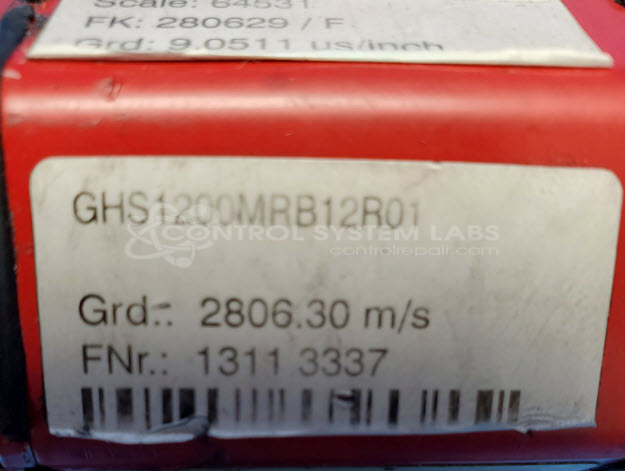 Scale: 64531
FK: 280629 / F
Grd: 9.0511 us/inch
GHS1200MRB12R01
CONTROL SYSTEM LABS
controlrepair.com
Grd.: 2806.30 m/s
FNr.: 1311 3337